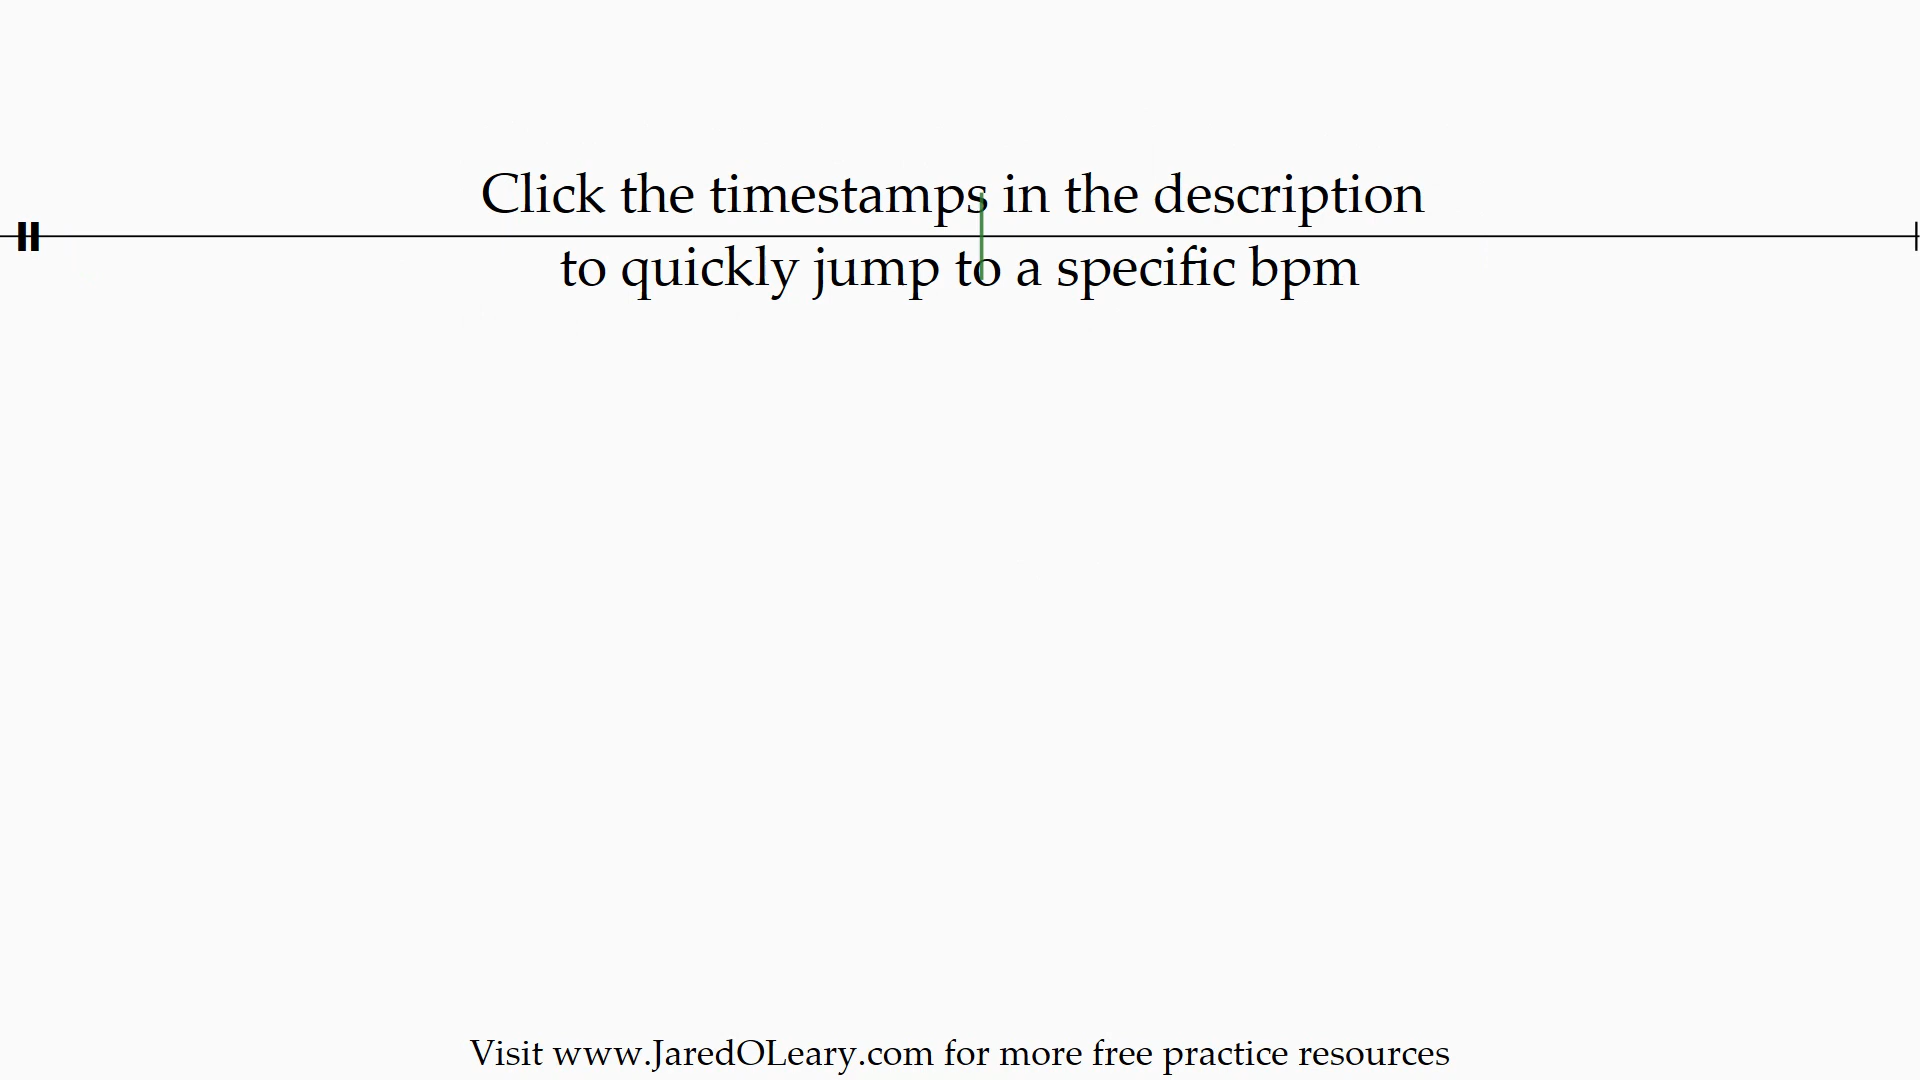 Click the timestamps in the description
to quickly jump to a specific bpm
Visit www.JaredOLeary.com for more free practice resources